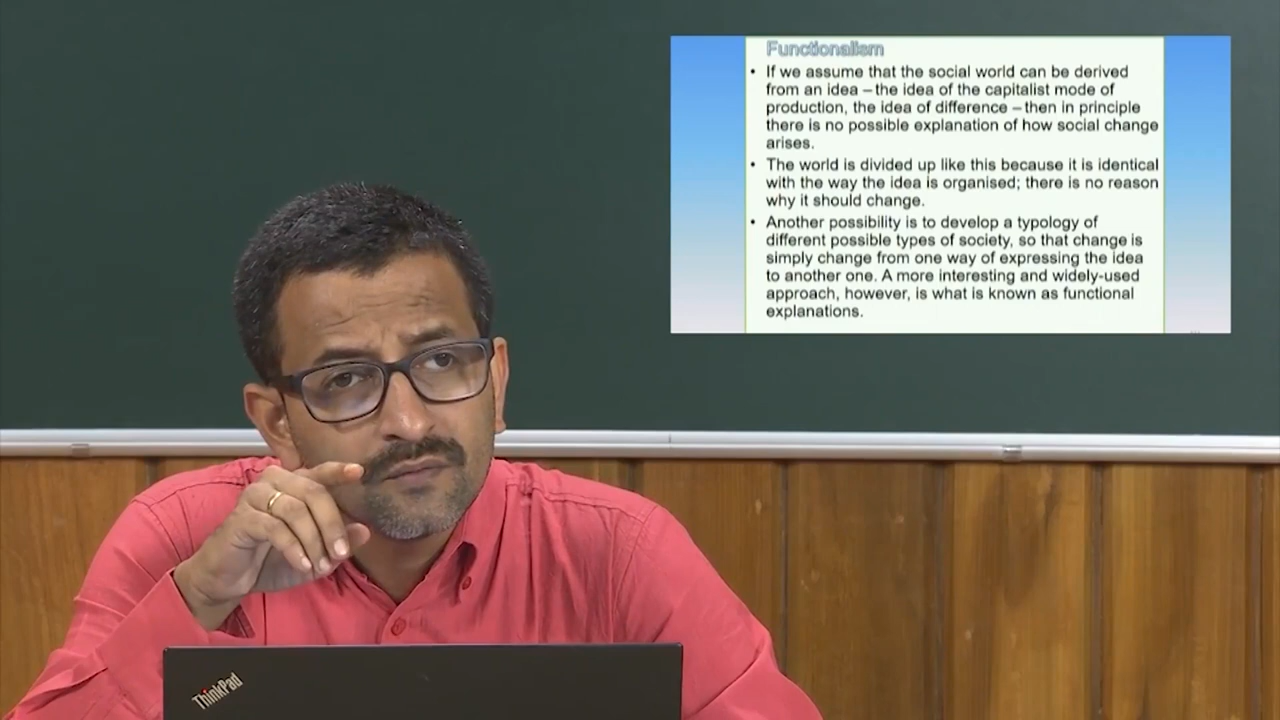 Functionalism
• If we assume that the social world can be derived
from an idea – the idea of the capitalist mode of
production, the idea of difference – then in principle
there is no possible explanation of how social change
arises.
• The world is divided up like this because it is identical
with the way the idea is organised; there is no reason
why it should change.
• Another possibility is to develop a typology of
different possible types of society, so that change is
simply change from one way of expressing the idea
to another one. A more interesting and widely-used
approach, however, is what is known as functional
explanations.
ThinkPad